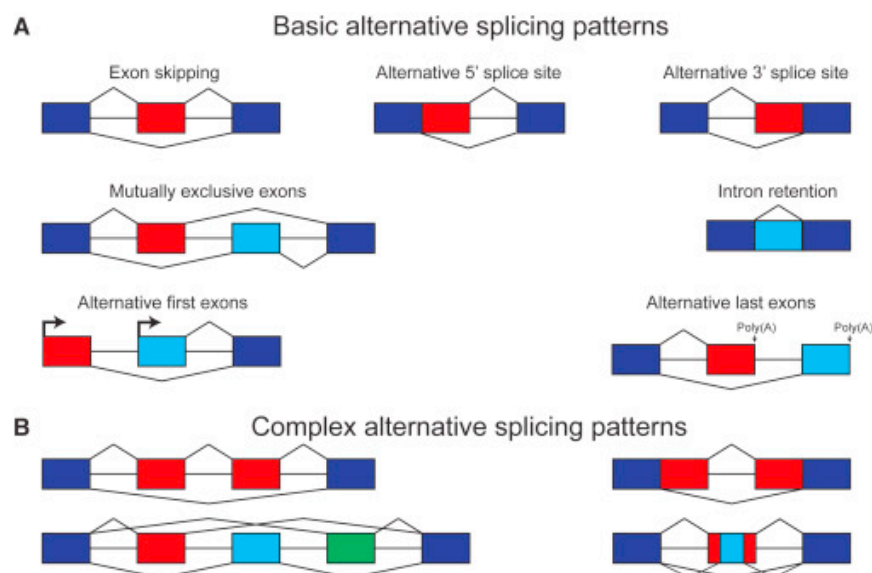 A
Basic alternative splicing patterns
Exon skipping
Alternative 5' splice site
Alternative 3' splice site
Mutually exclusive exons
Intron retention
Alternative first exons
Alternative last exons
Poly(A)
Poly(A)
B
Complex alternative splicing patterns